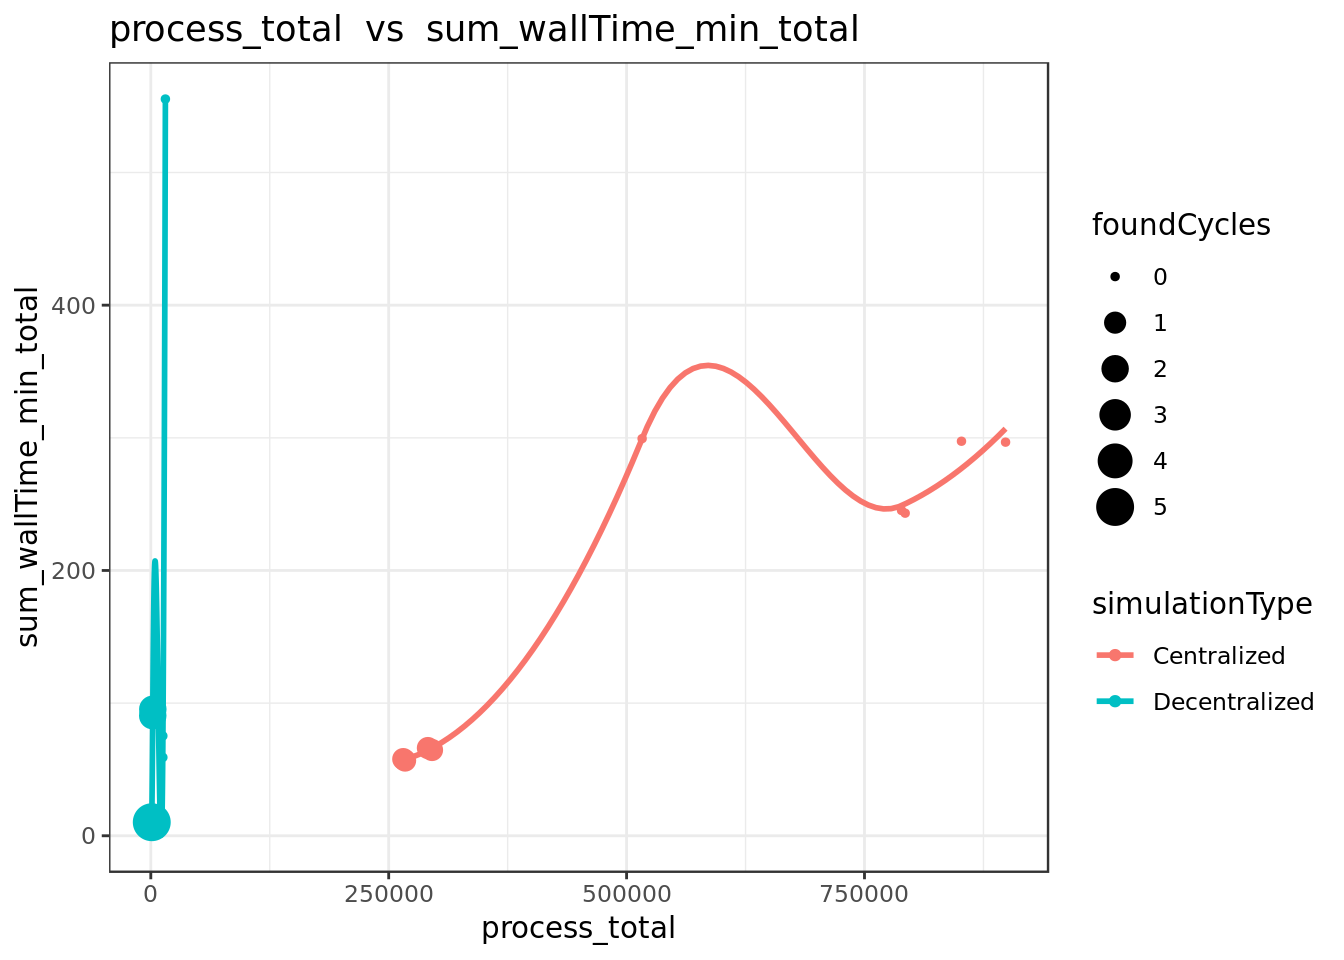 process_total  vs  sum_wallTime_min_total
sum_wallTime_min_total
400
200
0
0
250000
500000
750000
process_total
foundCycles
0
1
2
3
4
5
simulationType
Centralized
Decentralized